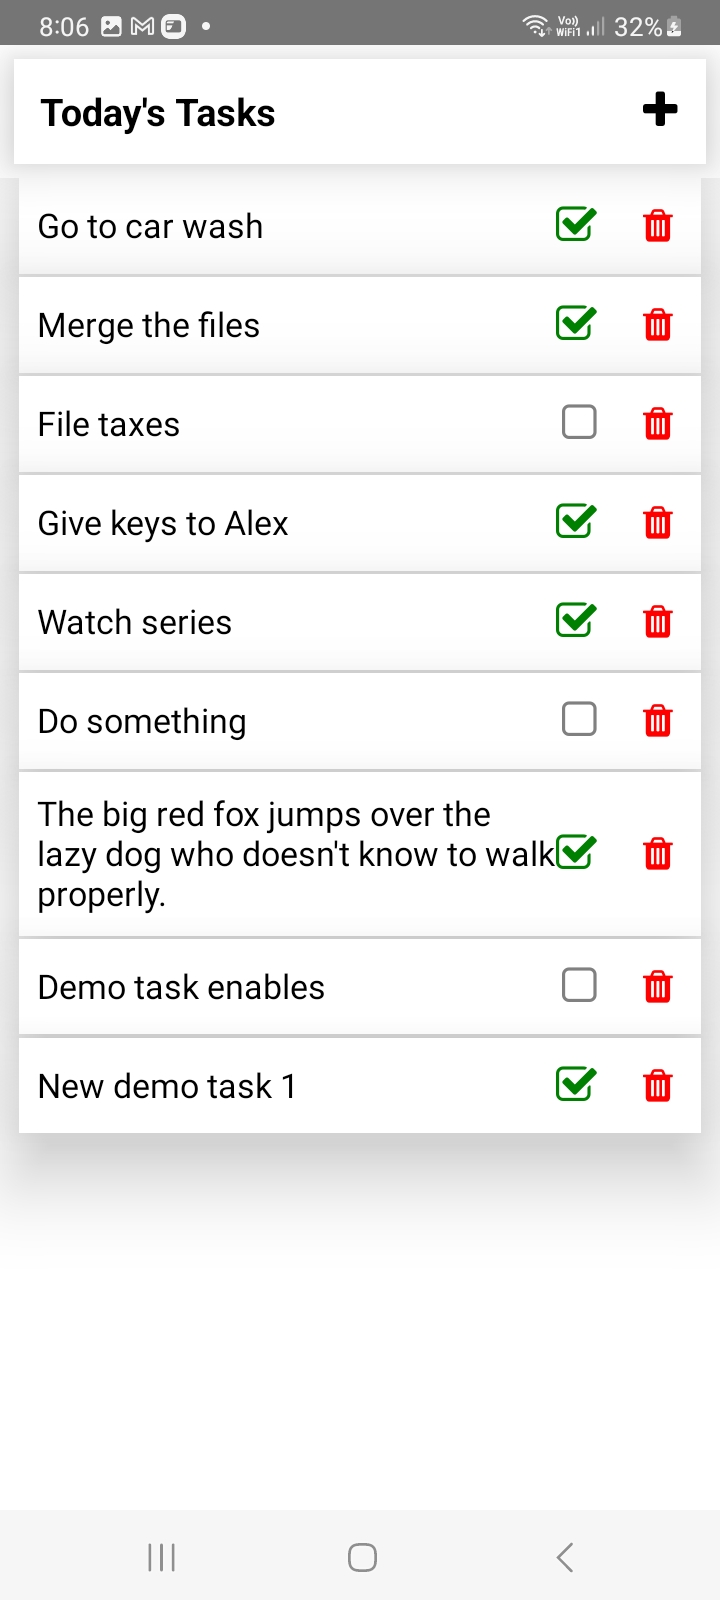 8:06
Vo))
WiFi1
32%
Today's Tasks
Go to car wash
Merge the files
File taxes
Give keys to Alex
Watch series
Do something
The big red fox jumps over the
lazy dog who doesn't know to walk
properly.
Demo task enables
New demo task 1